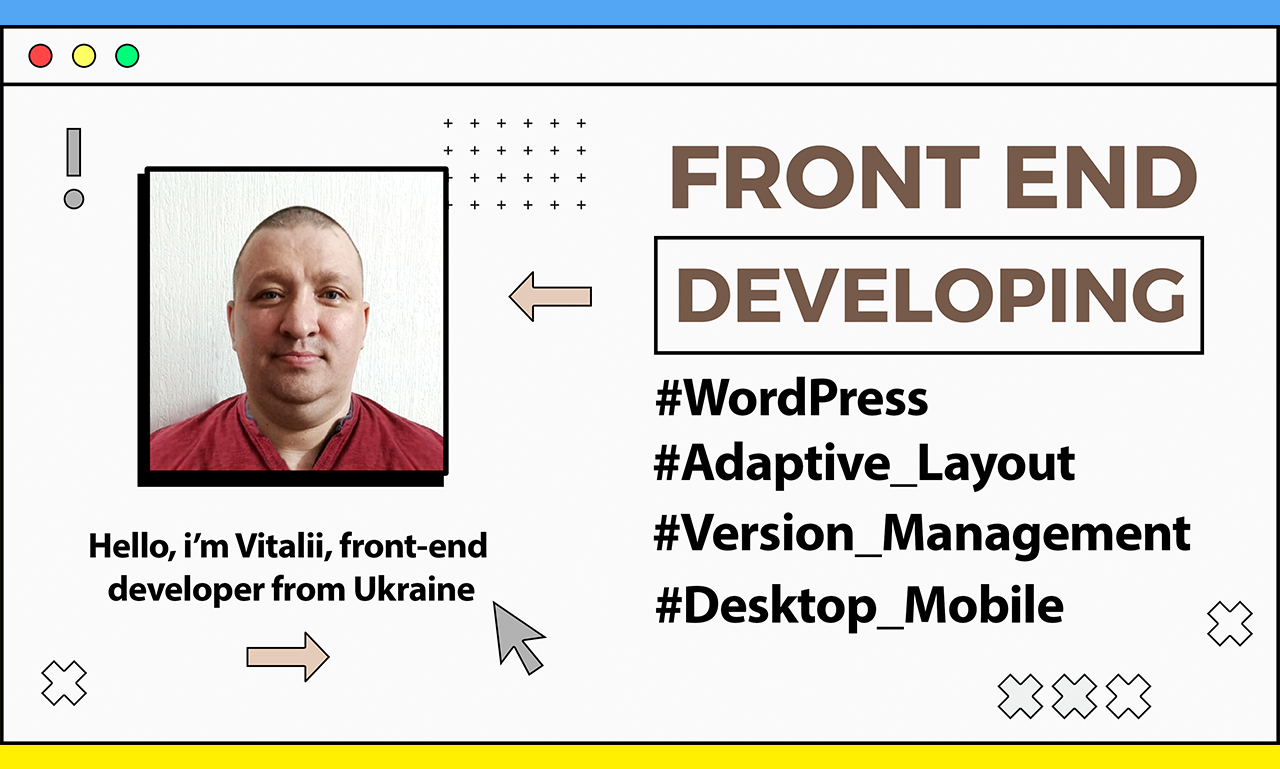 FRONT END
DEVELOPING
#WordPress
#Adaptive_Layout
#Version_Management
#Desktop_Mobile
Hello, i’m Vitalii, front-end
developer from Ukraine